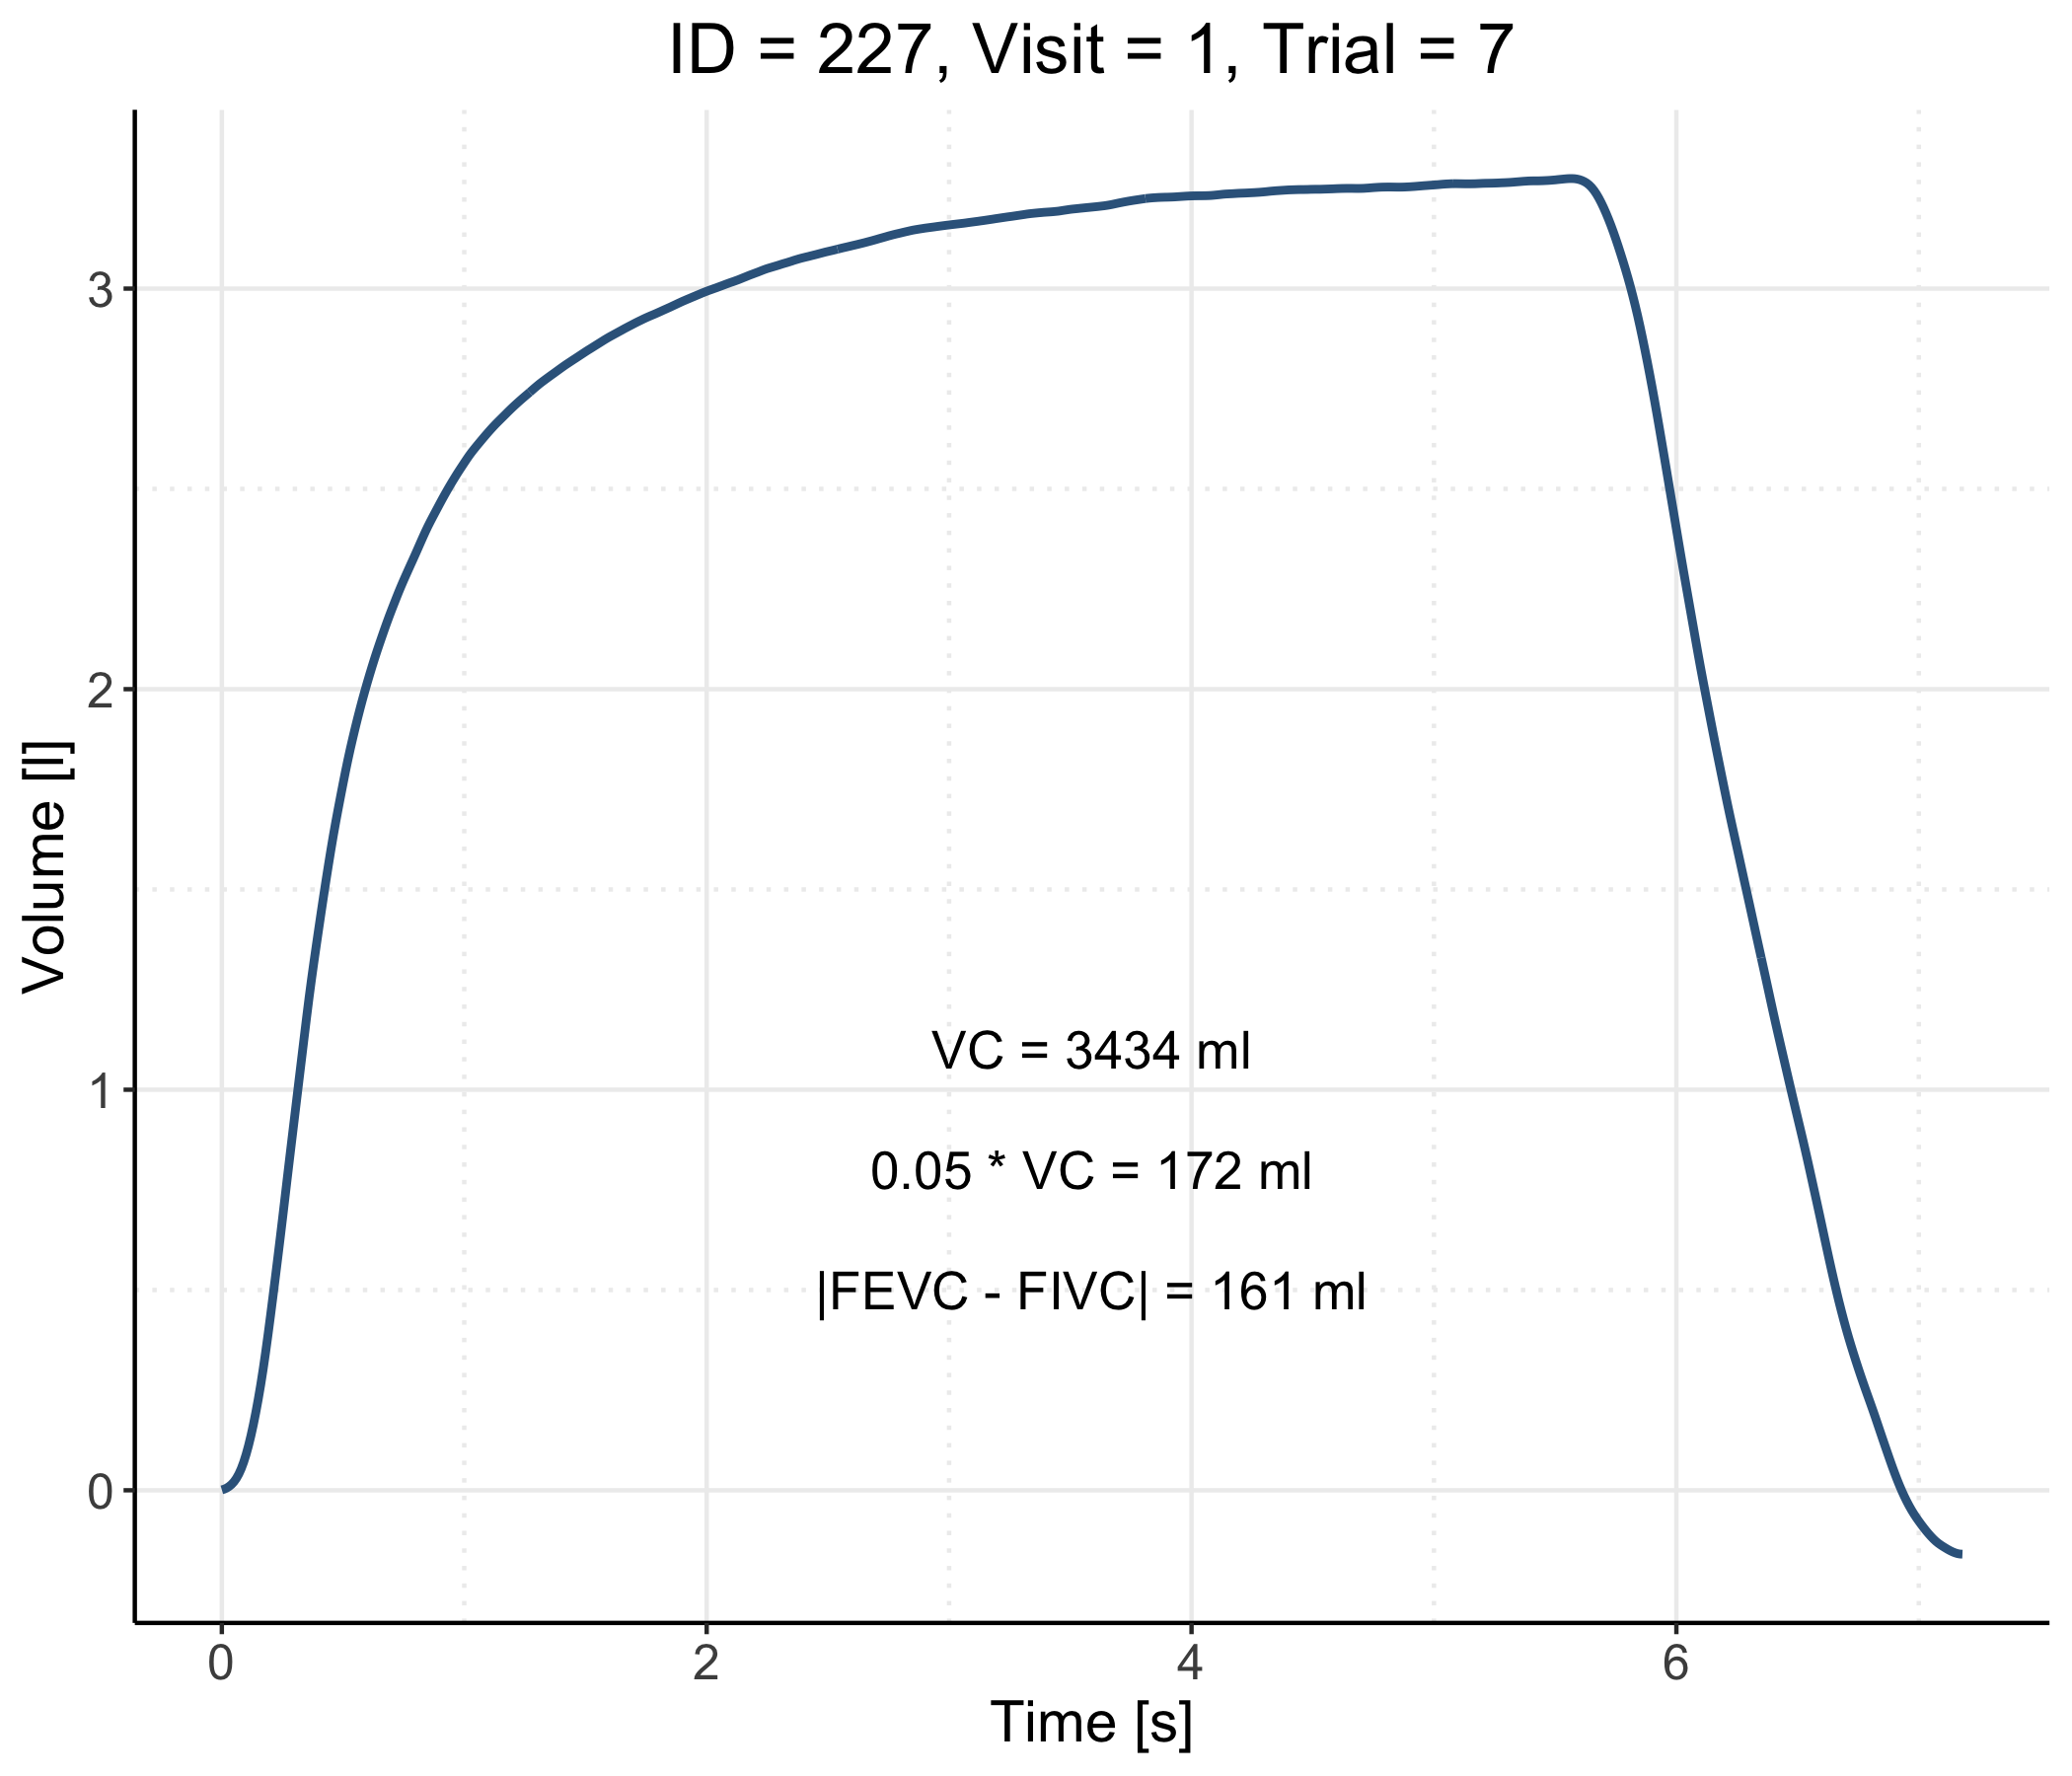 ID = 227, Visit = 1, Trial = 7
3
2
1
0
Volume [l]
VC = 3434 ml
0.05 * VC = 172 ml
|FEVC - FIVC| = 161 ml
0 2 4 6
Time [s]